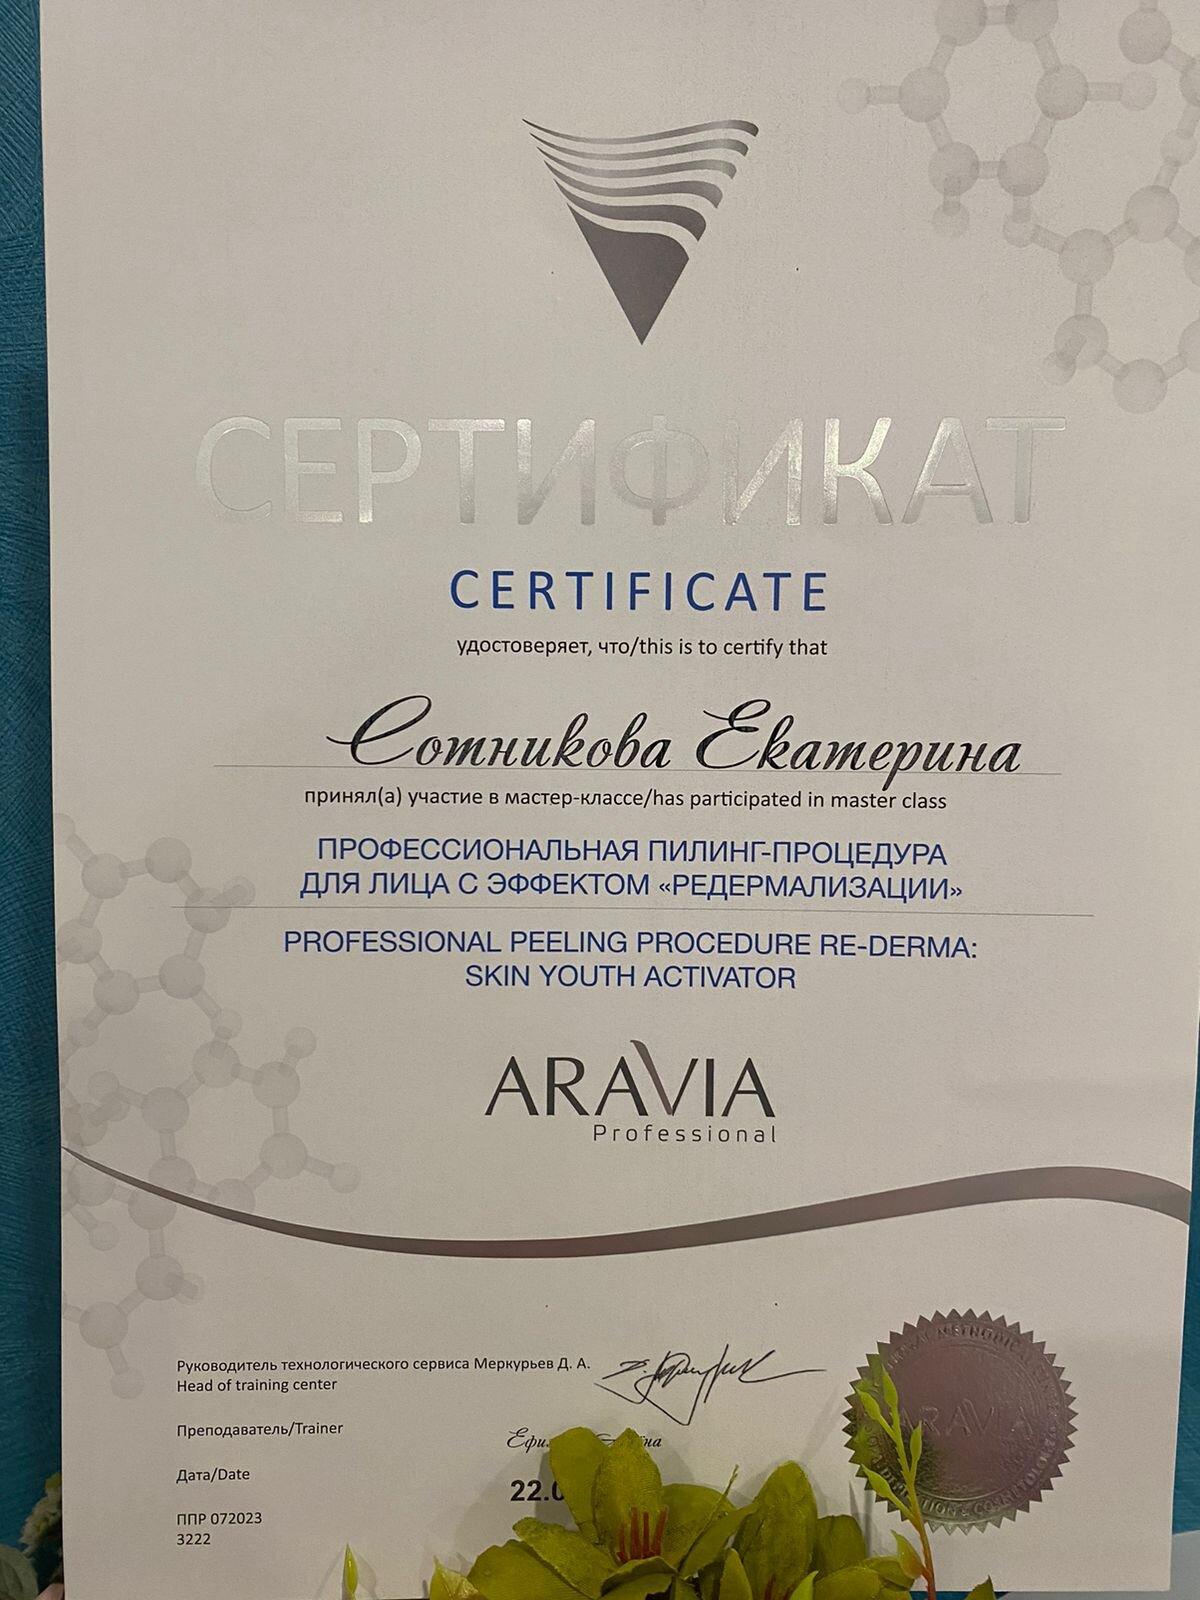 СЕРТИФИКАТ
CERTIFICATE
удостоверяет, что/this is to certify that
Сотникова Екатерина
принял(а) участие в мастер-классе/has participated in master class
ПРОФЕССИОНАЛЬНАЯ ПИЛИНГ-ПРОЦЕДУРА
ДЛЯ ЛИЦА С ЭФФЕКТОМ «РЕДЕРМАЛИЗАЦИИ»
PROFESSIONAL PEELING PROCEDURE RE-DERMA:
SKIN YOUTH ACTIVATOR
ARAVIA
Professional
Руководитель технологического сервиса Меркурьев Д. А.
Head of training center
Преподаватель/Trainer
Дата/Date
ППР 072023
3222